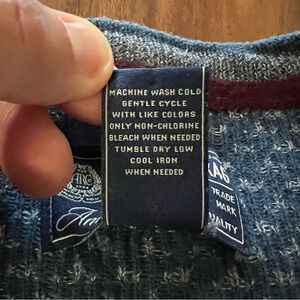 MACHINE WASH COLD
GENTLE CYCLE
WITH LIKE COLORS
ONLY NON-CHLORINE
BLEACH WHEN NEEDED
TUMBLE DRY LOW
COOL IRON
WHEN NEEDED
TRADE
MARK